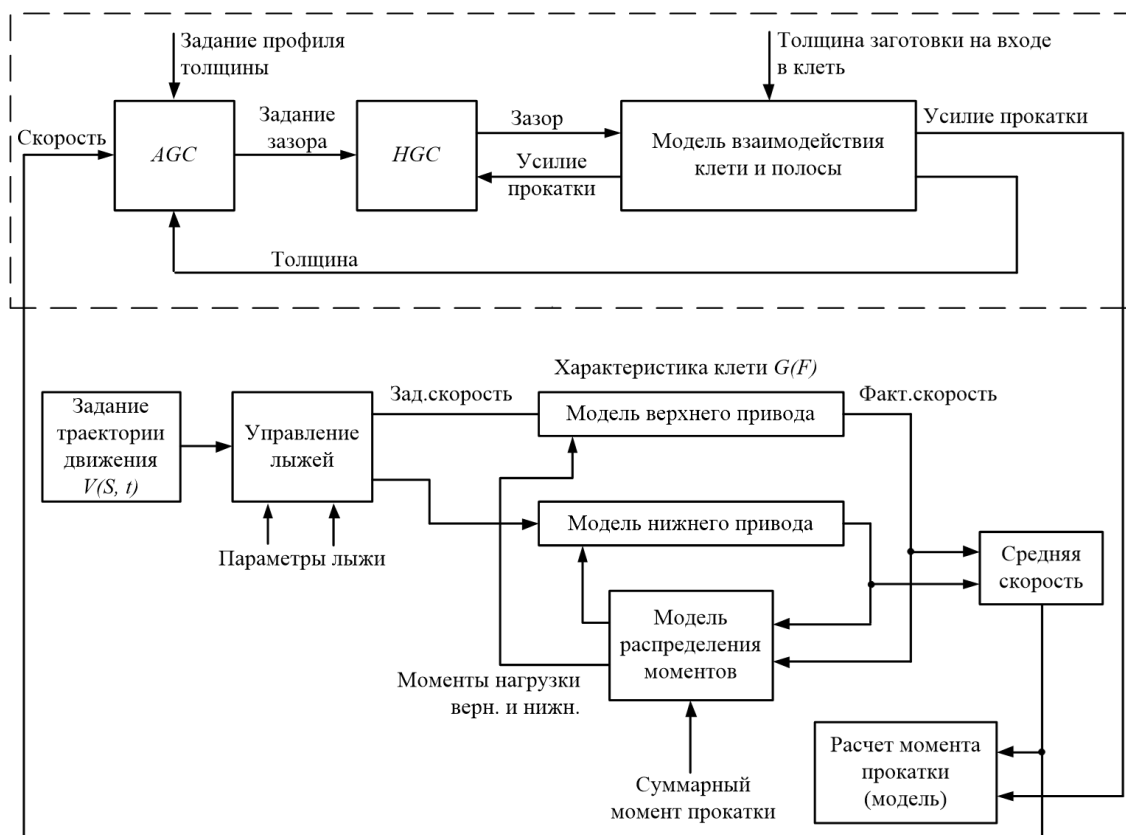 Задание профиля
толщины
Толщина заготовки на входе
в клеть
Скорость
AGC
Задание
зазора
HGC
Зазор
Усилие
прокатки
Модель взаимодействия
клети и полосы
Усилие прокатки
Толщина
Характеристика клети G(F)
Задание
траектории
движения
V(S, t)
Управление
лыжей
Зад.скорость
Модель верхнего привода
Факт.скорость
Модель нижнего привода
Параметры лыжи
Средняя
скорость
Модель
распределения
моментов
Моменты нагрузки
верн. и нижн.
Суммарный
момент прокатки
Расчет момента
прокатки
(модель)